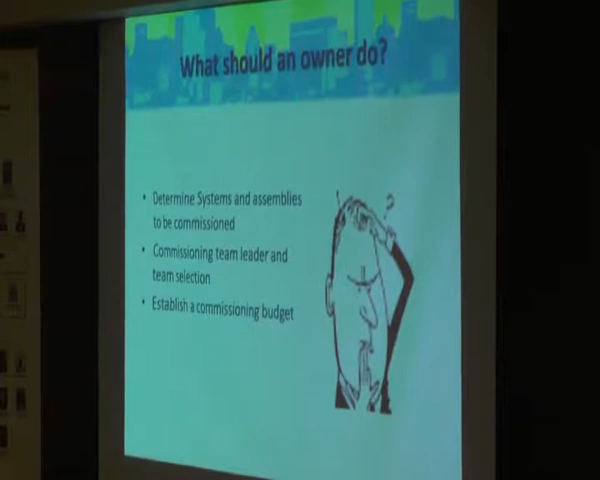 What should an owner do?
• Determine Systems and assemblies
to be commissioned
• Commissioning team leader and
team selection
• Establish a commissioning budget
! ?